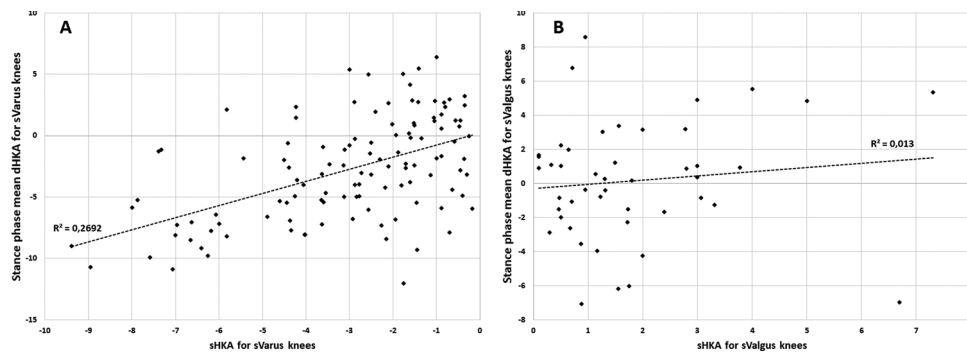 A
Stance phase mean dHKA for sVarus knees
10
5
0
-5
-10
-15
R² = 0,2692
-10 -9 -8 -7 -6 -5 -4 -3 -2 -1 0
sHKA for sVarus knees
B
Stance phase mean dHKA for sValgus knees
10
8
6
4
2
0
-2
-4
-6
-8
R² = 0,013
0 1 2 3 4 5 6 7
sHKA for sValgus knees